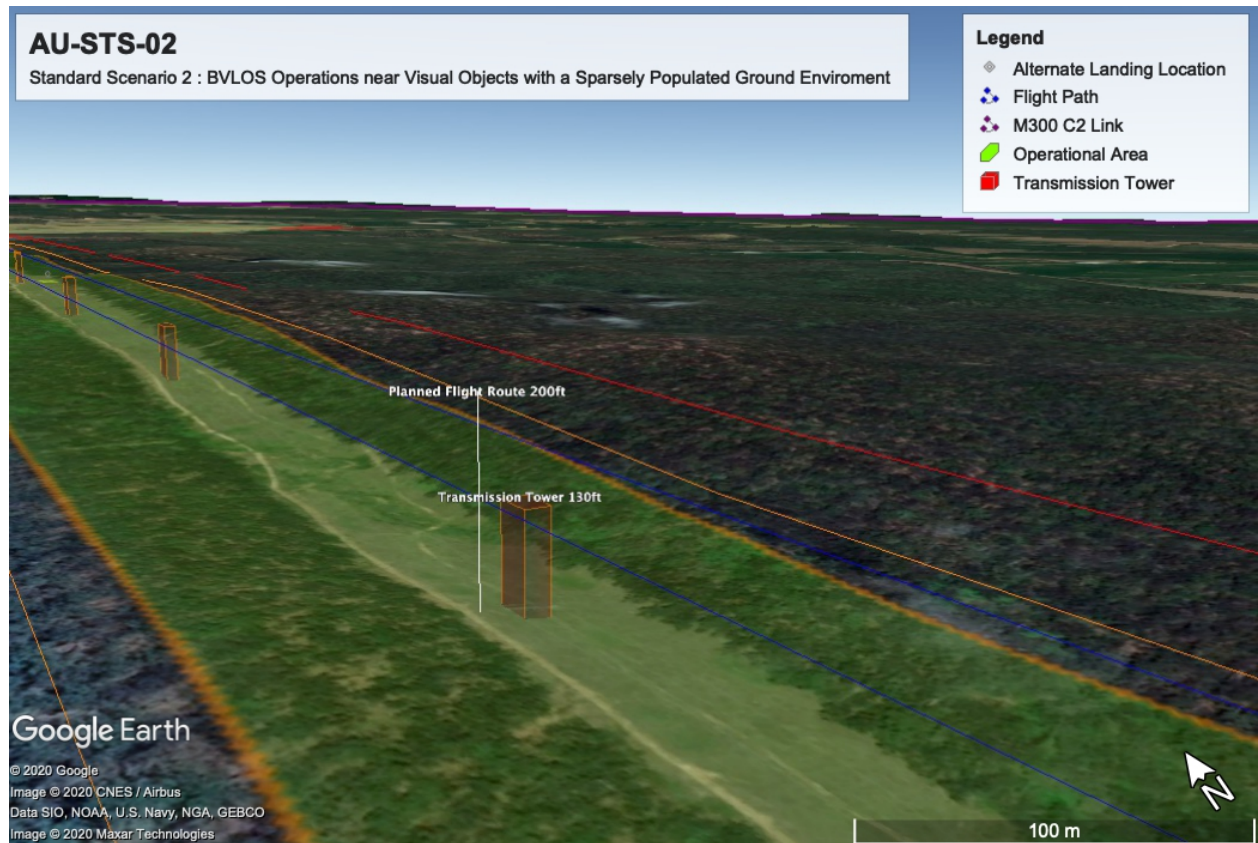 AU-STS-02
Standard Scenario 2 : BVLOS Operations near Visual Objects with a Sparsely Populated Ground Enviroment
Legend
Alternate Landing Location
Flight Path
M300 C2 Link
Operational Area
Transmission Tower
Planned Flight Route 200ft
Transmission Tower 130ft
Google Earth
© 2020 Google
Image © 2020 CNES / Airbus
Data SIO, NOAA, U.S. Navy, NGA, GEBCO
Image © 2020 Maxar Technologies
N
100 m